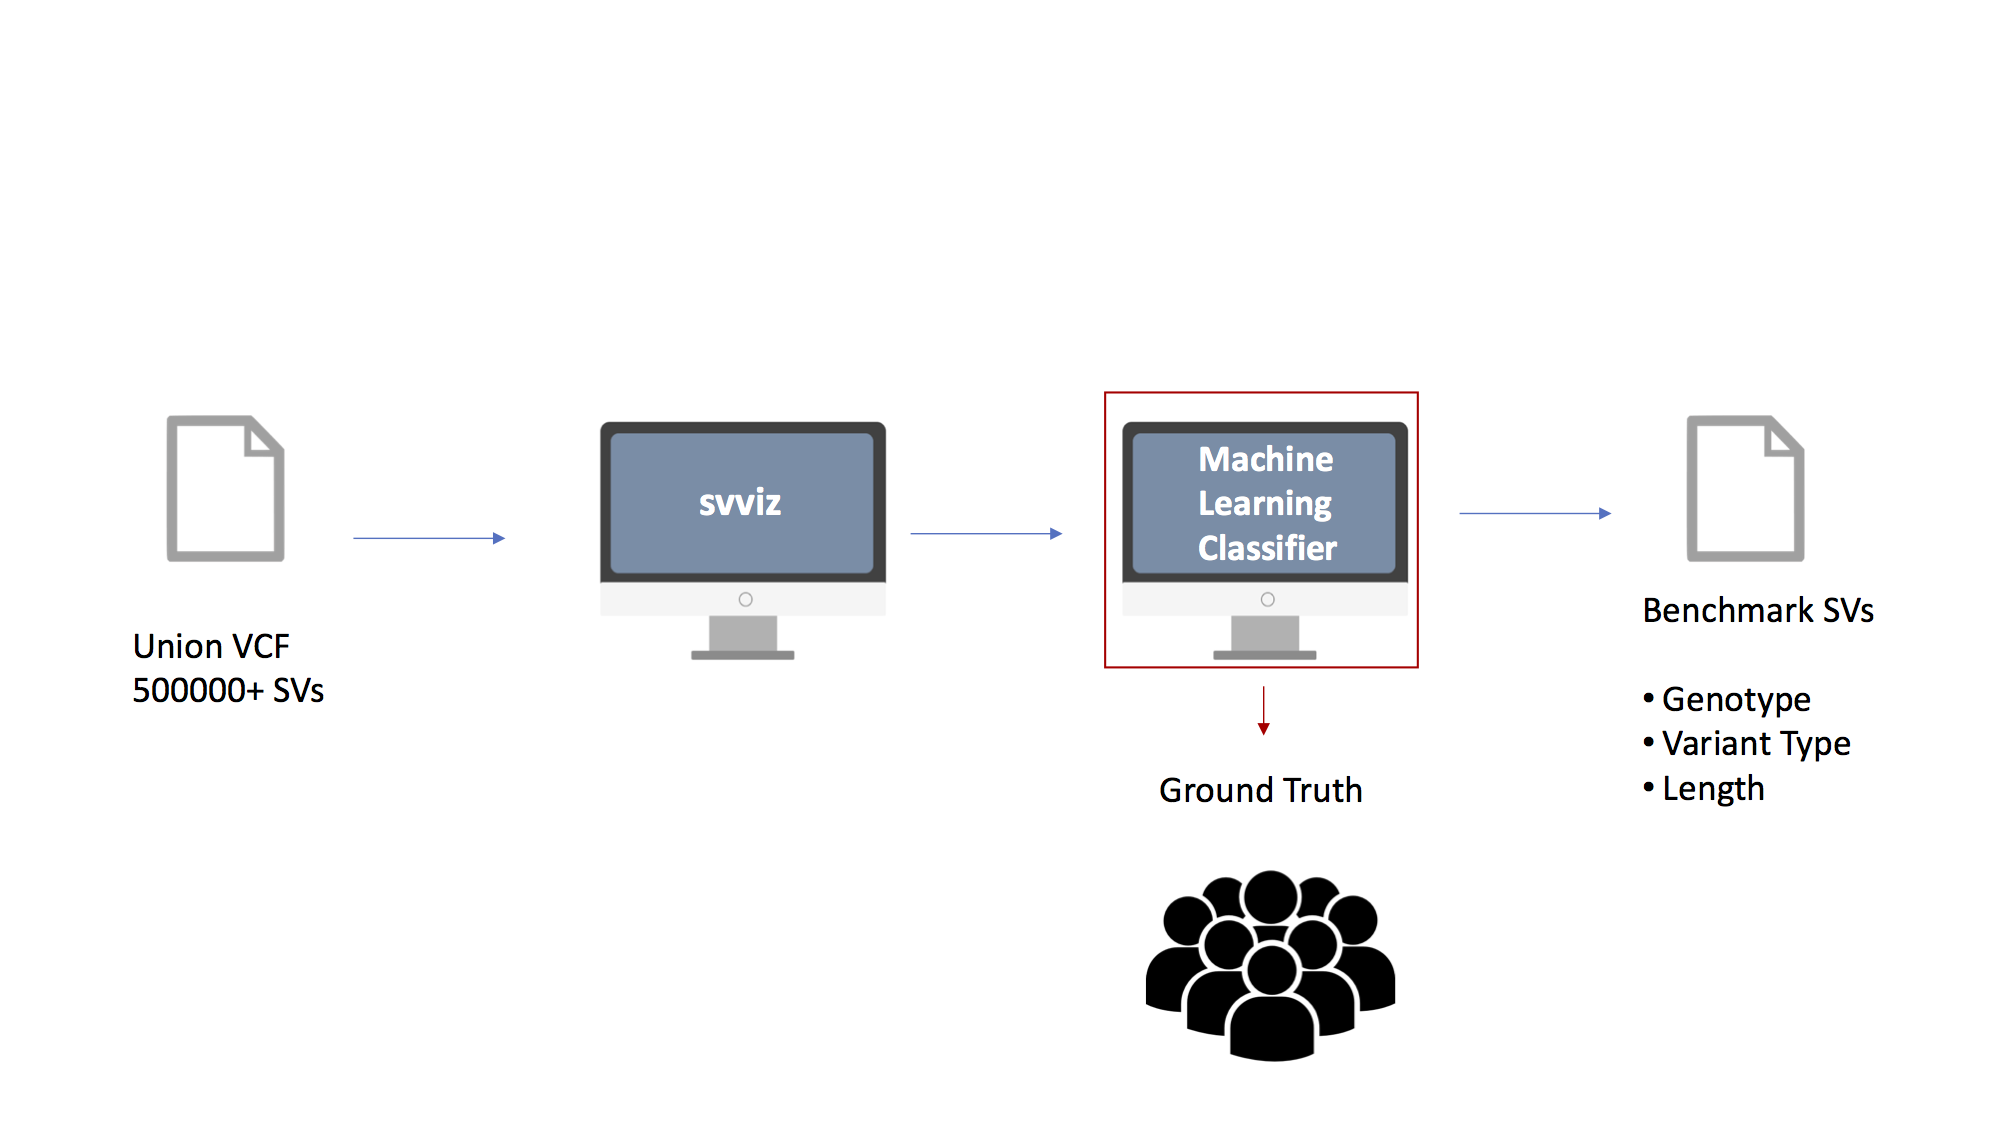 Union VCF
500000+ SVs
svviz
Machine
Learning
Classifier
Ground Truth
Benchmark SVs
• Genotype
• Variant Type
• Length